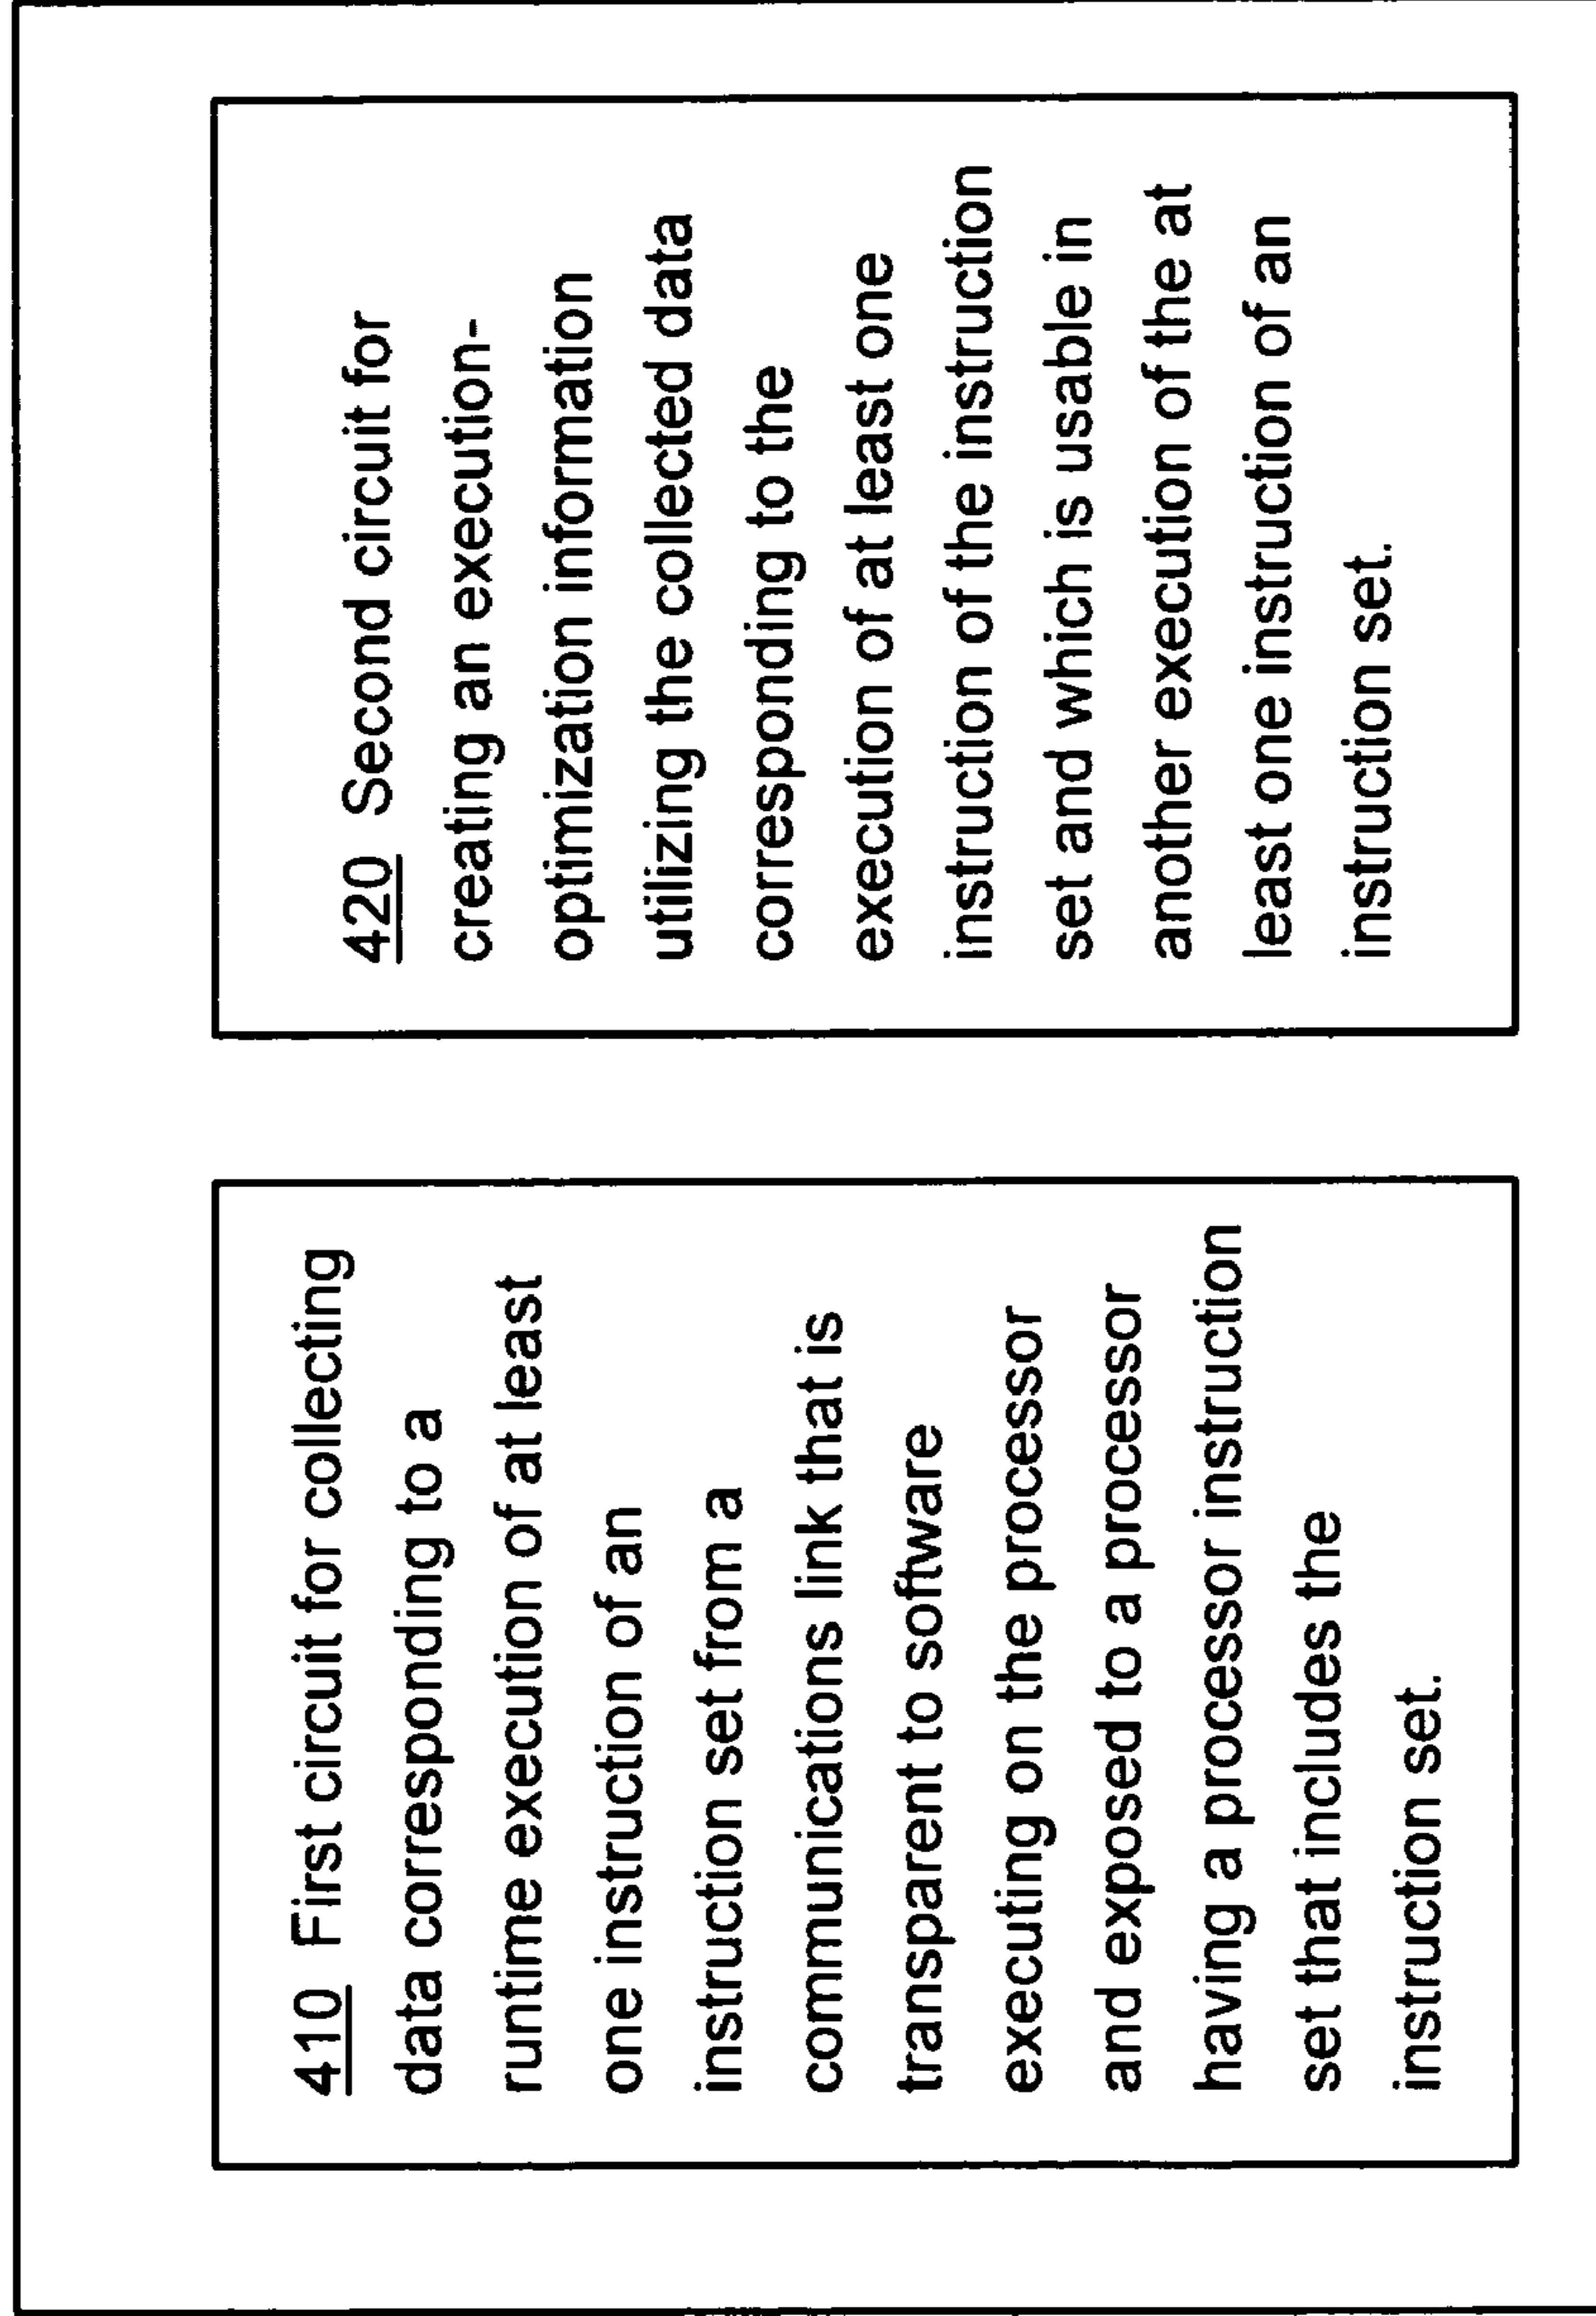 410 First circuit for collecting
data corresponding to a
runtime execution of at least
one instruction of an
instruction set from a
communications link that is
transparent to software
executing on the processor
and exposed to a processor
having a processor instruction
set that includes the
instruction set.
420 Second circuit for
creating an execution-
optimization information
utilizing the collected data
corresponding to the
execution of at least one
instruction of the instruction
set and which is usable in
another execution of the at
least one instruction of an
instruction set.